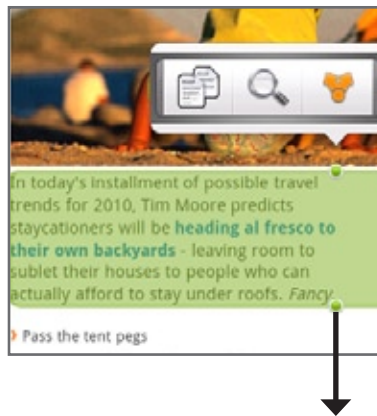 In today's installment of possible travel
trends for 2010, Tim Moore predicts
staycationers will be heading al fresco to
their own backyards - leaving room to
sublet their houses to people who can
actually afford to stay under roofs. Fancy.
Pass the tent pegs